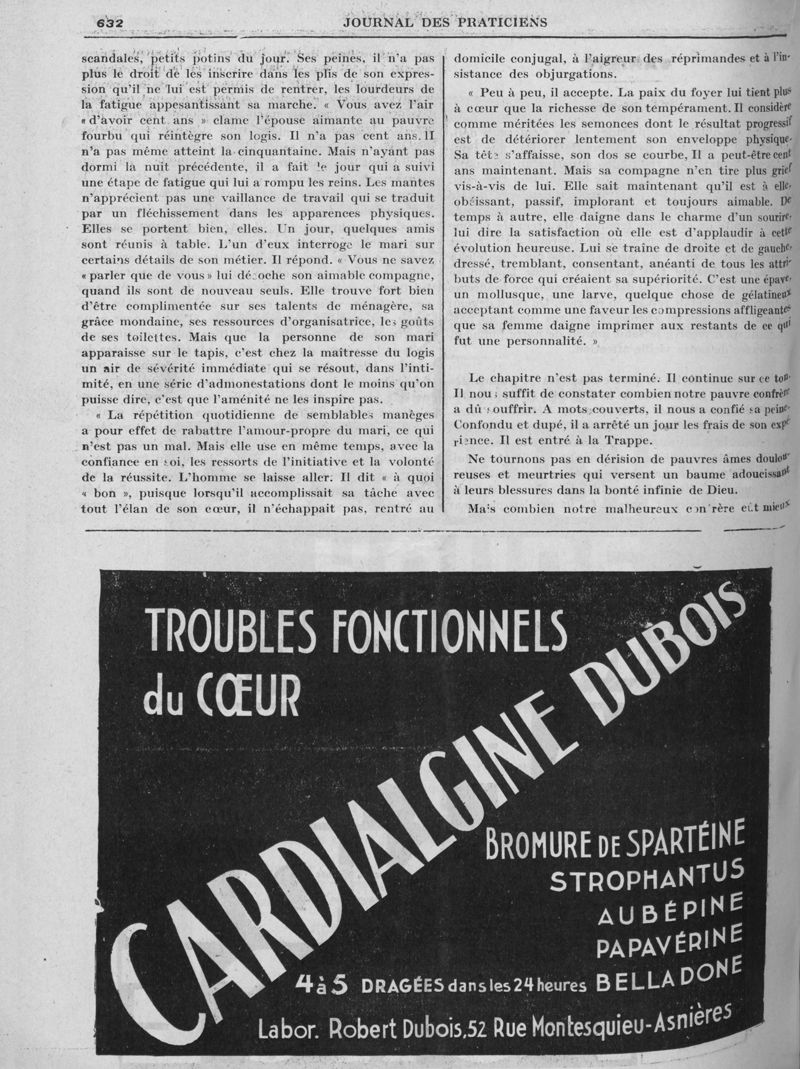 632
JOURNAL DES PRATICIENS
scandales, petits potins du jour. Ses peines, il n'a pas
plus le droit de les inscrire dans les plis de son expres-
sion qu'il ne lui est permis de rentrer, les lourdeurs de
la fatigue appesantissant sa marche. « Vous avez l'air
« d'avoir cent ans » clame l'épouse aimante au pauvre
fourbu qui réintègre son logis. Il n'a pas cent ans. Il
n'a pas même atteint la cinquantaine. Mais n'ayant pas
dormi la nuit précédente, il a fait le jour qui a suivi
une étape de fatigue qui lui a rompu les reins. Les mantes
n'apprécient pas une vaillance de travail qui se traduit
par un fléchissement dans les apparences physiques.
Elles se portent bien, elles. Un jour, quelques amis
sont réunis à table. L'un d'eux interroge le mari sur
certains détails de son métier. Il répond. « Vous ne savez
« parler que de vous » lui décoche son aimable compagne,
quand ils sont de nouveau seuls. Elle trouve fort bien
d'être complimentée sur ses talents de ménagère, sa
grâce mondaine, ses ressources d'organisatrice, les goûts
de ses toilettes. Mais que la personne de son mari
apparaisse sur le tapis, c'est chez la maîtresse du logis
un air de sévérité immédiate qui se résout, dans l'inti-
mité, en une série d'admonestations dont le moins qu'on
puisse dire, c'est que l'aménité ne les inspire pas.
« La répétition quotidienne de semblables manèges
a pour effet de rabattre l'amour-propre du mari, ce qui
n'est pas un mal. Mais elle use en même temps, avec la
confiance en soi, les ressorts de l'initiative et la volonté
de la réussite. L'homme se laisse aller. Il dit « à quoi
« bon », puisque lorsqu'il accomplissait sa tâche avec
tout l'élan de son cœur, il n'échappait pas, rentré au
domicile conjugal, à l'aigreur des réprimandes et à l'in-
sistance des objurgations.
« Peu à peu, il accepte. La paix du foyer lui tient plus
à cœur que la richesse de son tempérament. Il considère
comme méritées les semonces dont le résultat progressif
est de détériorer lentement son enveloppe physique.
Sa tête s'affaisse, son dos se courbe, Il a peut-être cent
ans maintenant. Mais sa compagne n'en tire plus grief
vis-à-vis de lui. Elle sait maintenant qu'il est à elle,
obéissant, passif, implorant et toujours aimable. De
temps à autre, elle daigne dans le charme d'un sourire,
lui dire la satisfaction où elle est d'applaudir à cette
évolution heureuse. Lui se traîne de droite et de gauche
dressé, tremblant, consentant, anéanti de tous les attri-
buts de force qui créaient sa supériorité. C'est une épave,
un mollusque, une larve, quelque chose de gélatineux
acceptant comme une faveur les compressions affligeantes
que sa femme daigne imprimer aux restants de ce qui
fut une personnalité. »
Le chapitre n'est pas terminé. Il continue sur ce ton.
Il nous suffit de constater combien notre pauvre confrère
a dû souffrir. A mots couverts, il nous a confié sa peine.
Confondu et dupé, il a arrêté un jour les frais de son expé-
rience. Il est entré à la Trappe.
Ne tournons pas en dérision de pauvres âmes doulou-
reuses et meurtries qui versent un baume adoucissant
à leurs blessures dans la bonté infinie de Dieu.
Mais combien notre malheureux confrère eût mieux
TROUBLES FONCTIONNELS
du CŒUR
CARDIALGINE DUBOIS
BROMURE DE SPARTÉINE
STROPHANTUS
AUBÉPINE
PAPAVÉRINE
4 à 5 DRAGÉES dans les 24 heures BELLADONE
Labor. Robert Dubois, 52 Rue Montesquieu-Asnières